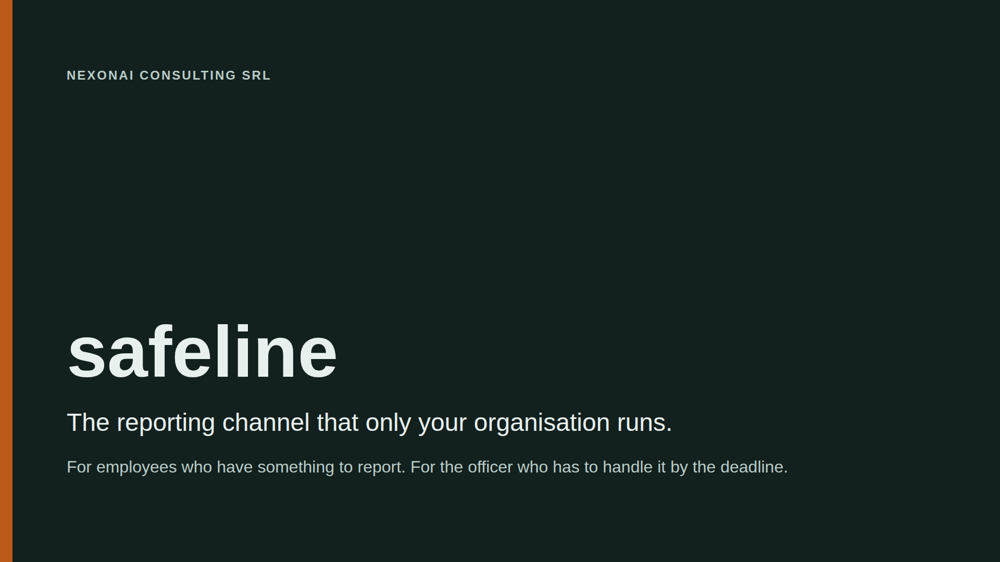 NEXONAI CONSULTING SRL
safeline
The reporting channel that only your organisation runs.
For employees who have something to report. For the officer who has to handle it by the deadline.